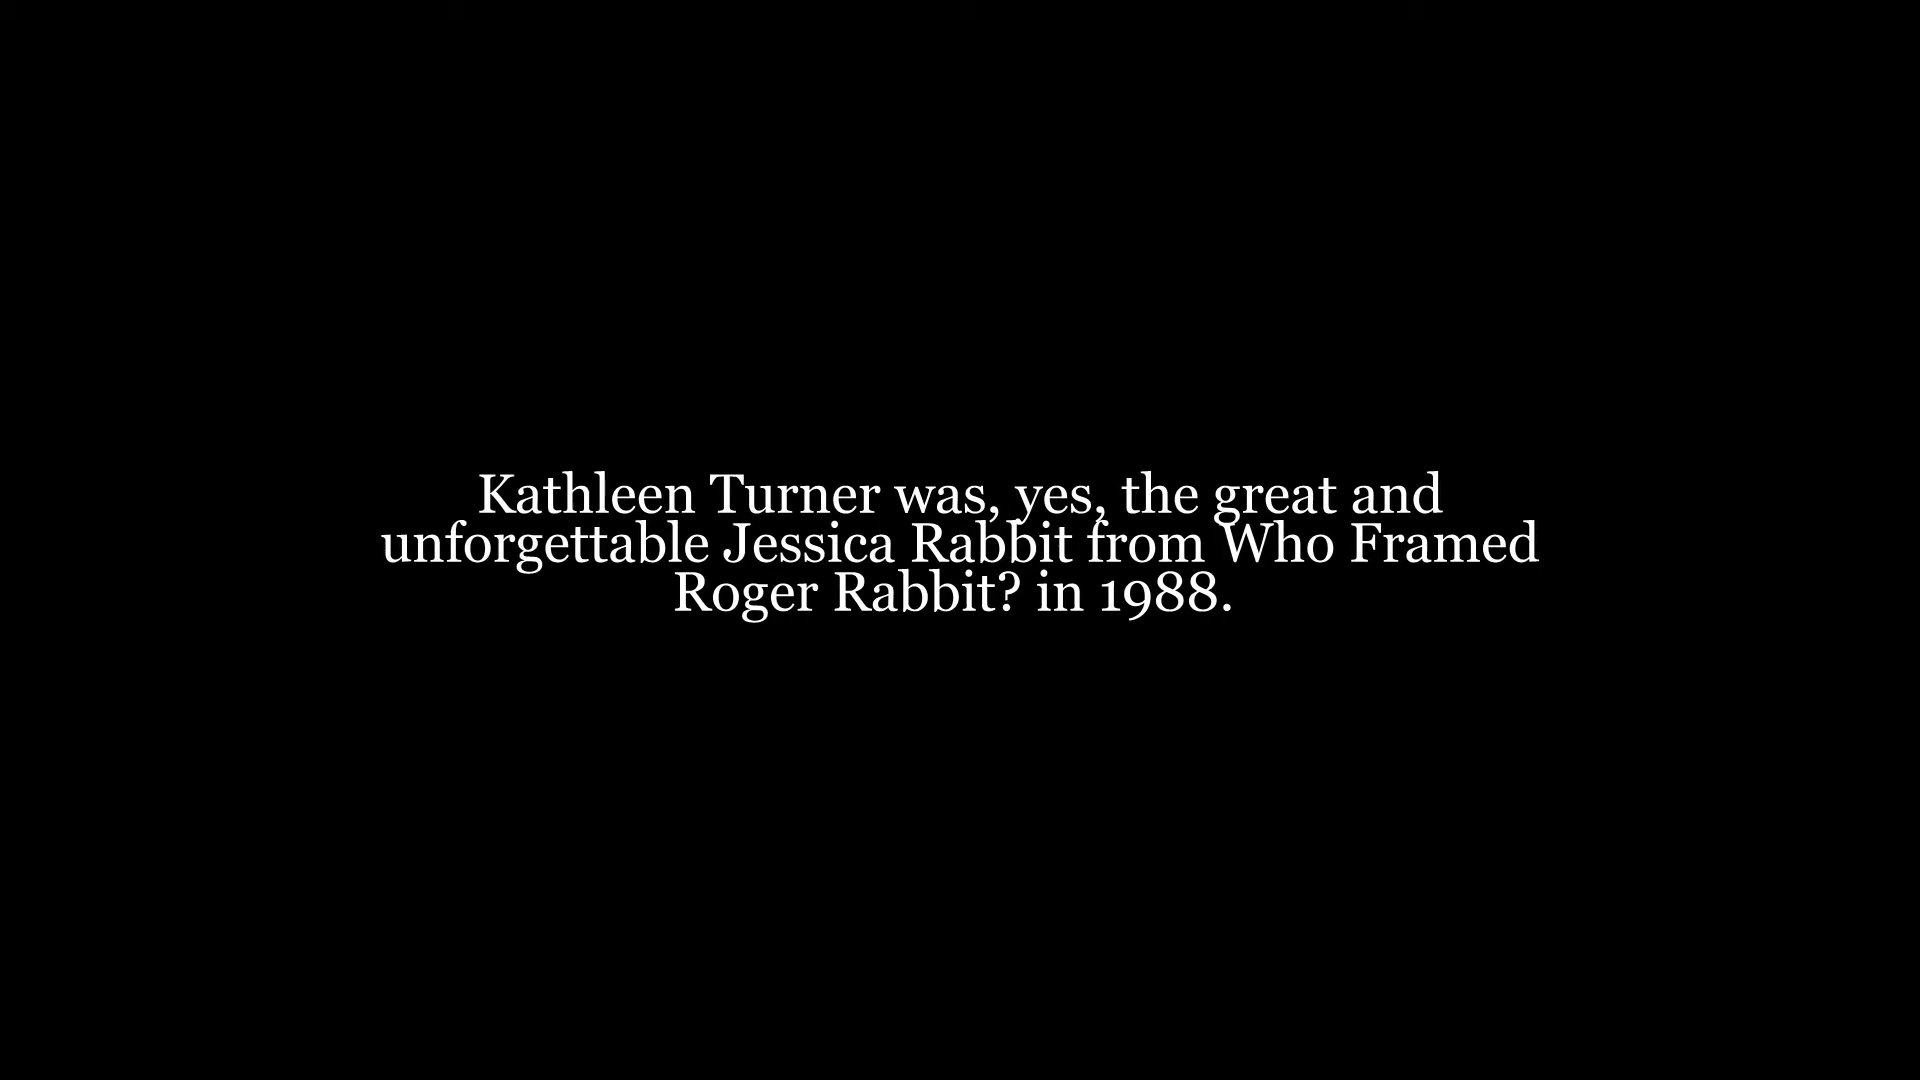 Kathleen Turner was, yes, the great and
unforgettable Jessica Rabbit from Who Framed
Roger Rabbit? in 1988.